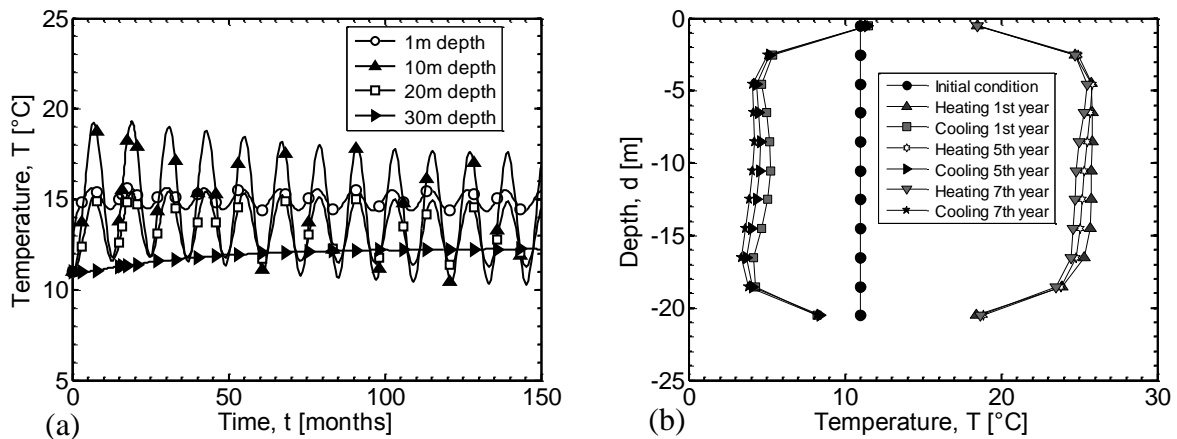 25
20
15
10
5
0
50
100
150
Temperature, T [°C]
Time, t [months]
1m depth
10m depth
20m depth
30m depth
(a)
0
-5
-10
-15
-20
-25
0
10
20
30
Depth, d [m]
Temperature, T [°C]
Initial condition
Heating 1st year
Cooling 1st year
Heating 5th year
Cooling 5th year
Heating 7th year
Cooling 7th year
(b)